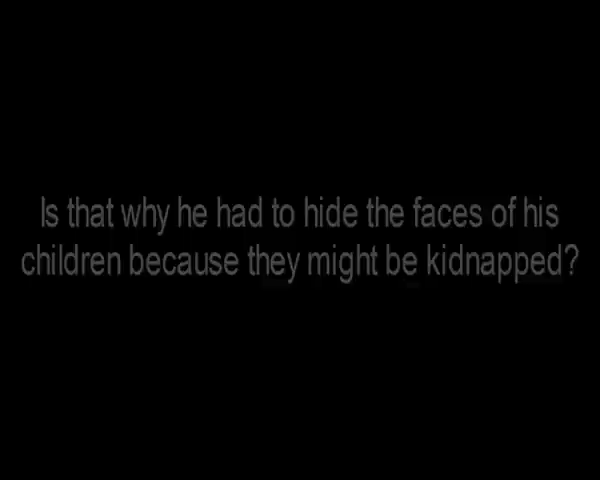 Is that why he had to hide the faces of his
children because they might be kidnapped?